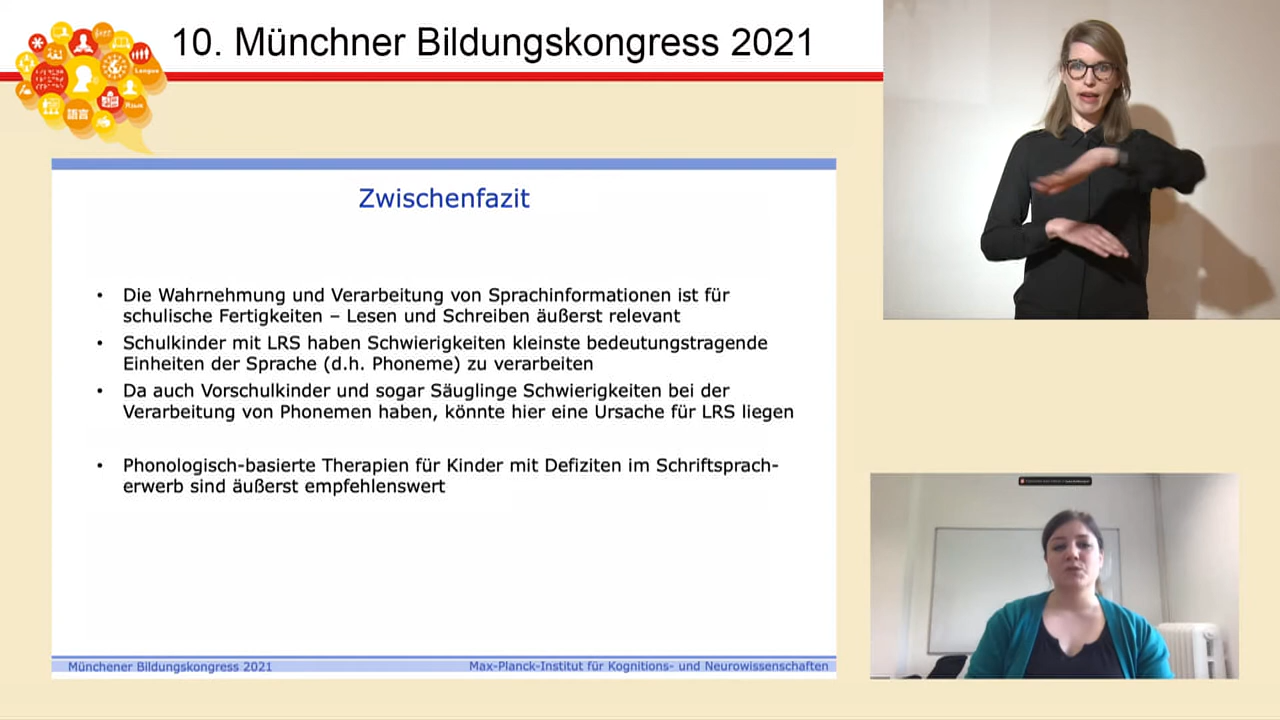 10. Münchner Bildungskongress 2021
語言
Zwischenfazit
• Die Wahrnehmung und Verarbeitung von Sprachinformationen ist für
schulische Fertigkeiten – Lesen und Schreiben äußerst relevant
• Schulkinder mit LRS haben Schwierigkeiten kleinste bedeutungstragende
Einheiten der Sprache (d.h. Phoneme) zu verarbeiten
• Da auch Vorschulkinder und sogar Säuglinge Schwierigkeiten bei der
Verarbeitung von Phonemen haben, könnte hier eine Ursache für LRS liegen
• Phonologisch-basierte Therapien für Kinder mit Defiziten im Schriftsprach-
erwerb sind äußerst empfehlenswert
Münchener Bildungskongress 2021
Max-Planck-Institut für Kognitions- und Neurowissenschaften